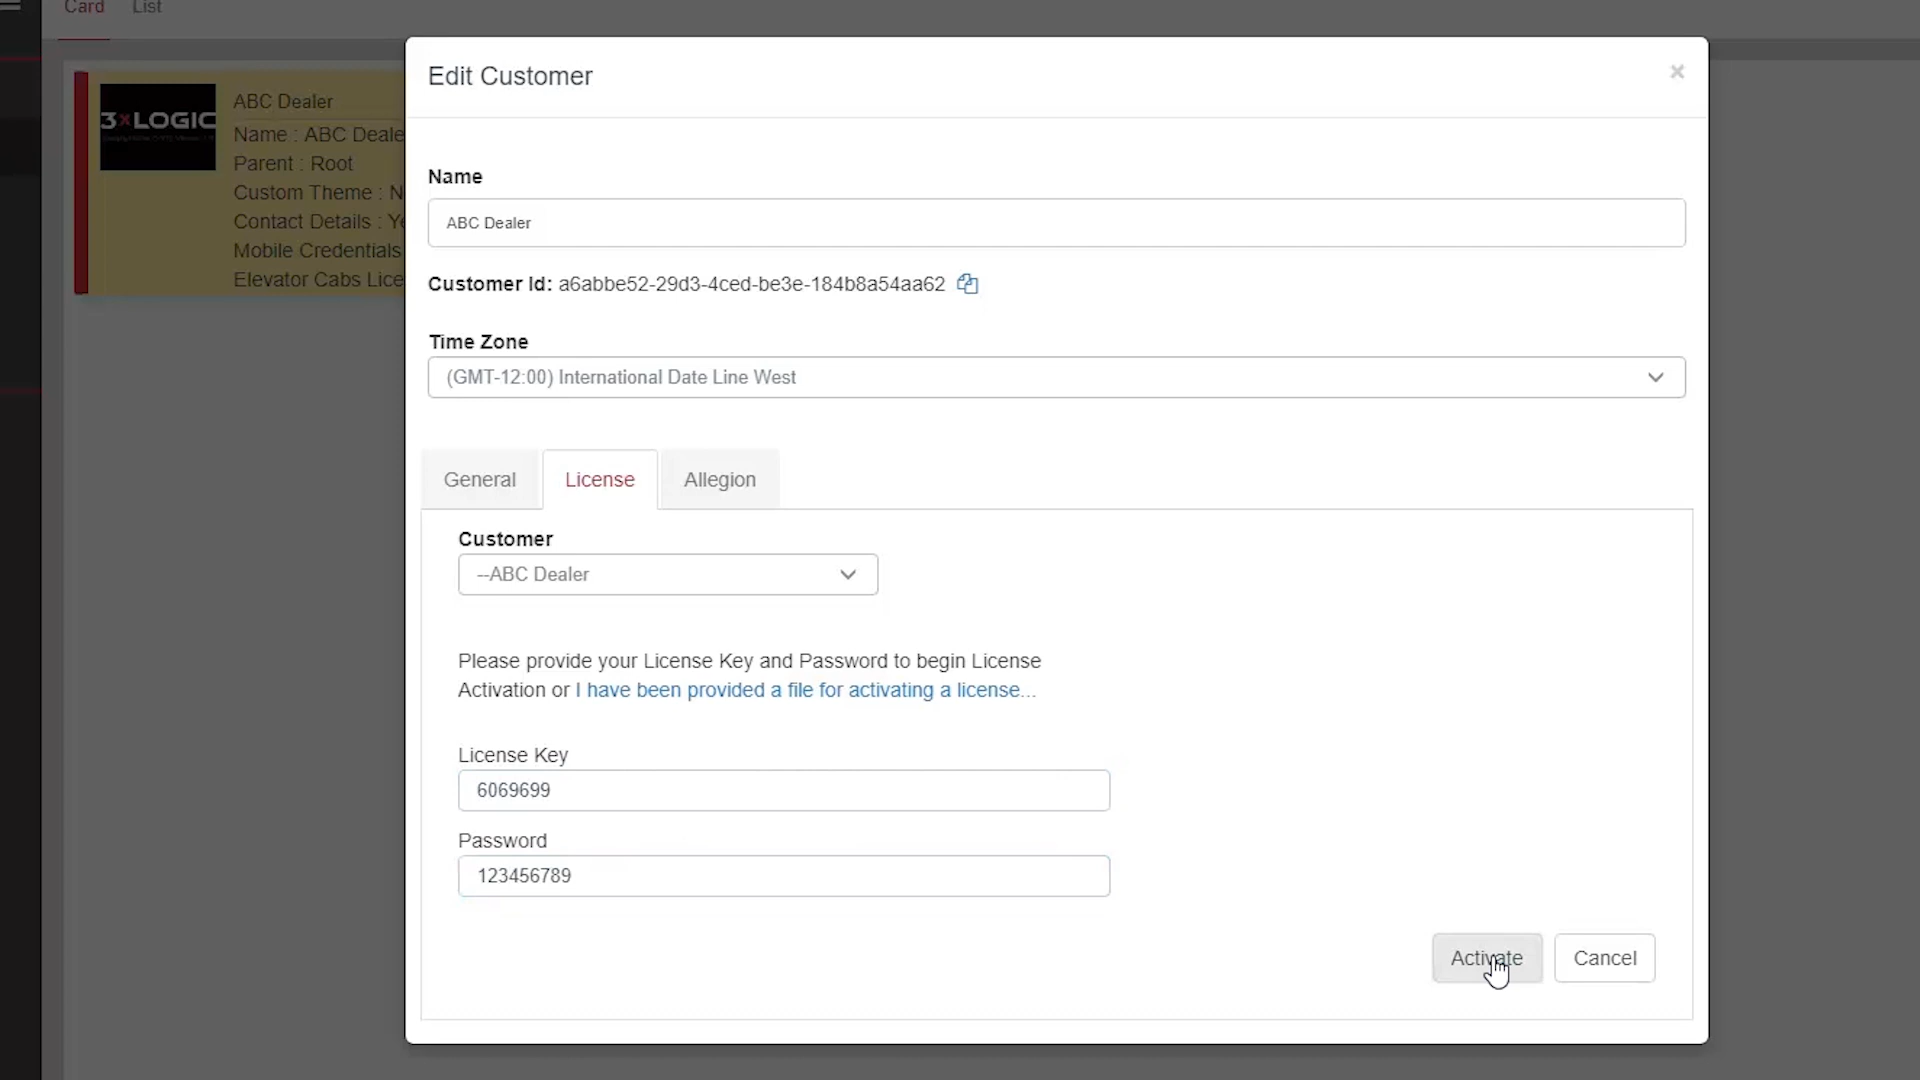 Card List
3xLOGIC
ABC Dealer
Name : ABC Deale
Parent : Root
Custom Theme : N
Contact Details : Ye
Mobile Credentials
Elevator Cabs Lice
Edit Customer
×
Name
ABC Dealer
Customer Id: a6abbe52-29d3-4ced-be3e-184b8a54aa62
Time Zone
(GMT-12:00) International Date Line West
General License Allegion
Customer
--ABC Dealer
Please provide your License Key and Password to begin License
Activation or I have been provided a file for activating a license...
License Key
6069699
Password
123456789
Activate Cancel